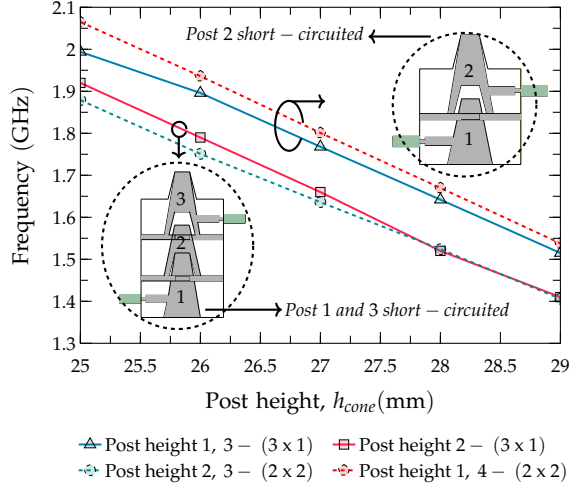 2.1
2
1.9
1.8
1.7
1.6
1.5
1.4
1.3
Frequency (GHz)
Post 2 short − circuited
2
1
3
2
1
Post 1 and 3 short − circuited
25 25.5 26 26.5 27 27.5 28 28.5 29
Post height, h_cone(mm)
Post height 1, 3 − (3 x 1)
Post height 2 − (3 x 1)
Post height 2, 3 − (2 x 2)
Post height 1, 4 − (2 x 2)